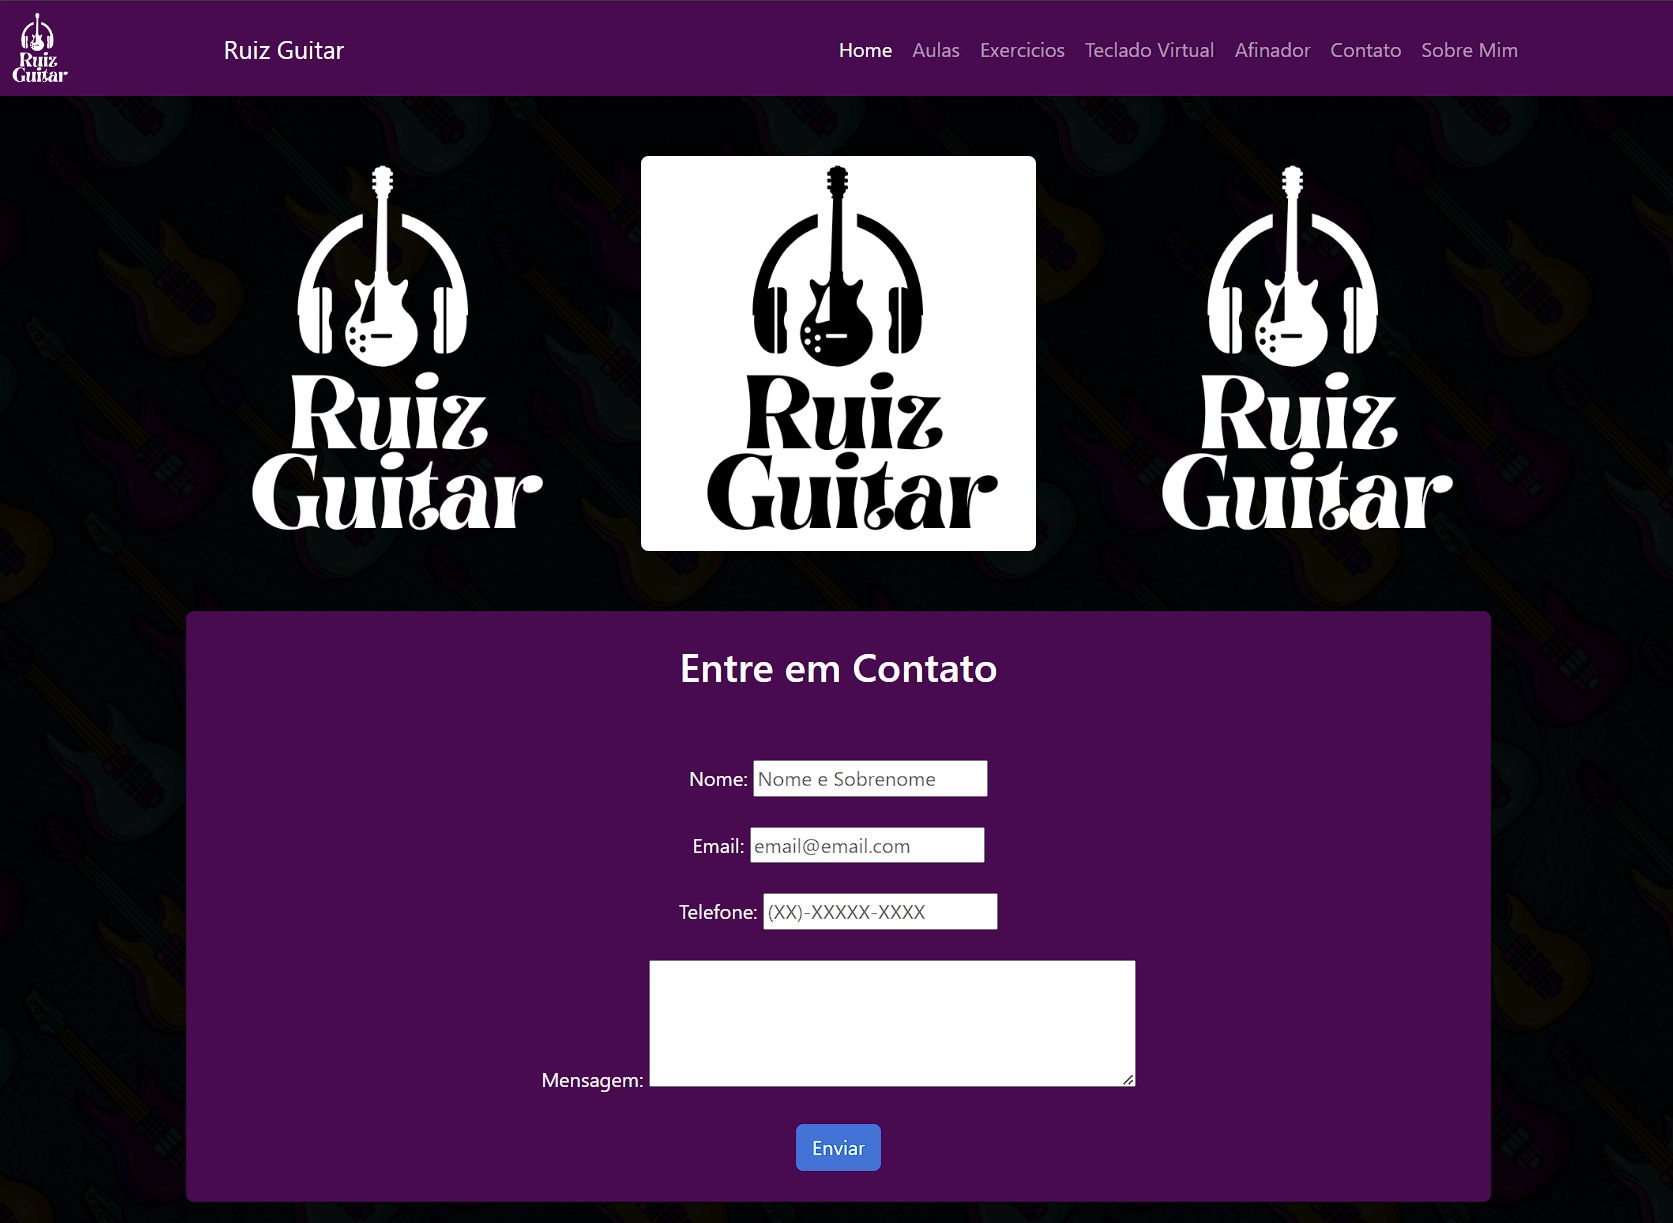 Ruiz
Guitar
Ruiz Guitar
Home Aulas Exercicios Teclado Virtual Afinador Contato Sobre Mim
Ruiz
Guitar
Ruiz
Guitar
Ruiz
Guitar
Entre em Contato
Nome: Nome e Sobrenome
Email: email@email.com
Telefone: (XX)-XXXXX-XXXX
Mensagem:
Enviar